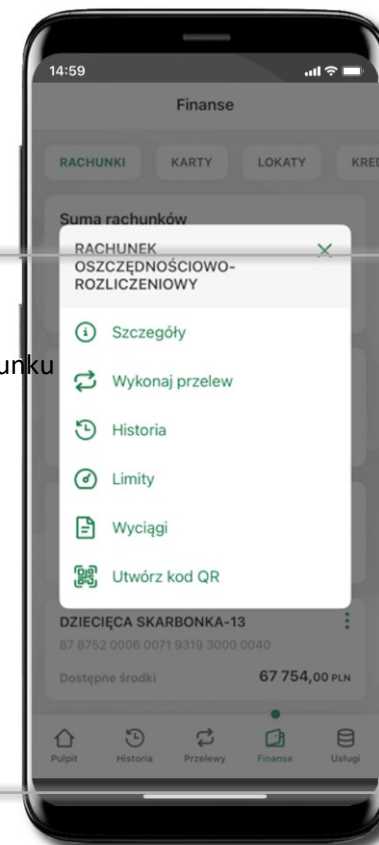 14:59
Finanse
RACHUNKI KARTY LOKATY KRED
Suma rachunków
RACHUNEK
OSZCZĘDNOŚCIOWO-
ROZLICZENIOWY
Szczegóły
unku
Wykonaj przelew
Historia
Limity
Wyciągi
Utwórz kod QR
DZIECIĘCA SKARBONKA-13
87 8752 0006 0071 9319 3000 0040
Dostępne środki 67 754,00 PLN
Pulpit Historia Przelewy Finanse Usługi